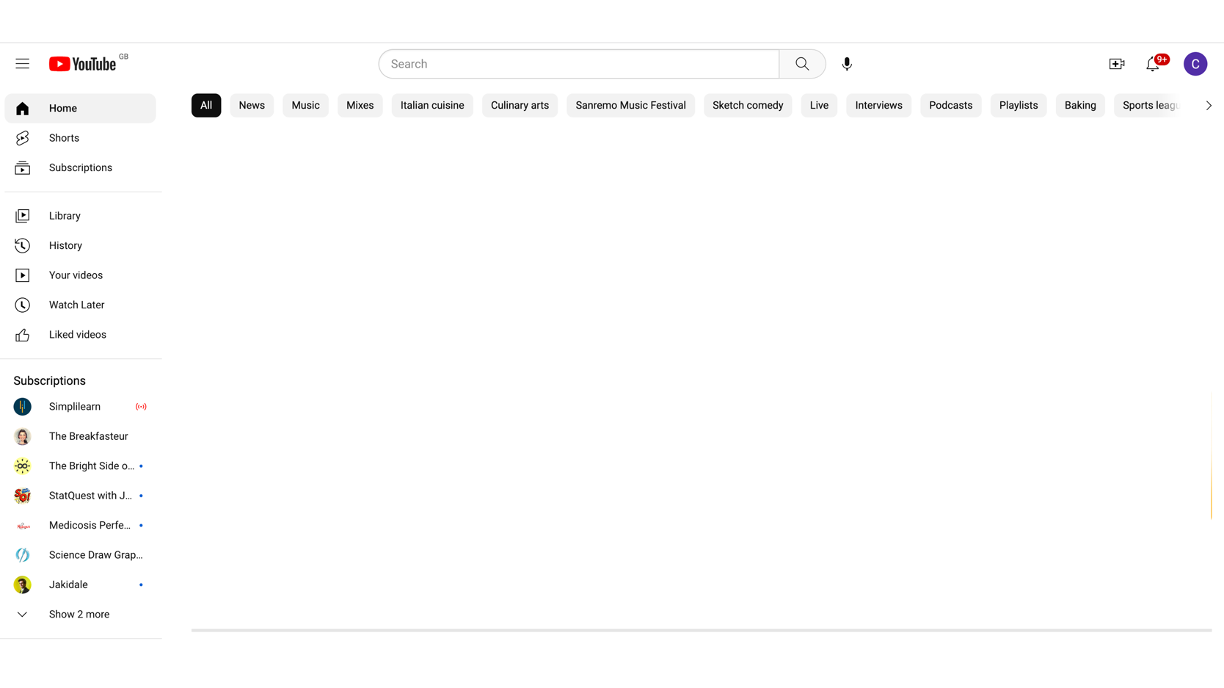 YouTube GB
Search
9+
C
All News Music Mixes Italian cuisine Culinary arts Sanremo Music Festival Sketch comedy Live Interviews Podcasts Playlists Baking Sports leagu
Home
Shorts
Subscriptions
Library
History
Your videos
Watch Later
Liked videos
Subscriptions
Simplilearn
The Breakfasteur
The Bright Side o...
StatQuest with J...
Medicosis Perfe...
Science Draw Grap...
Jakidale
Show 2 more